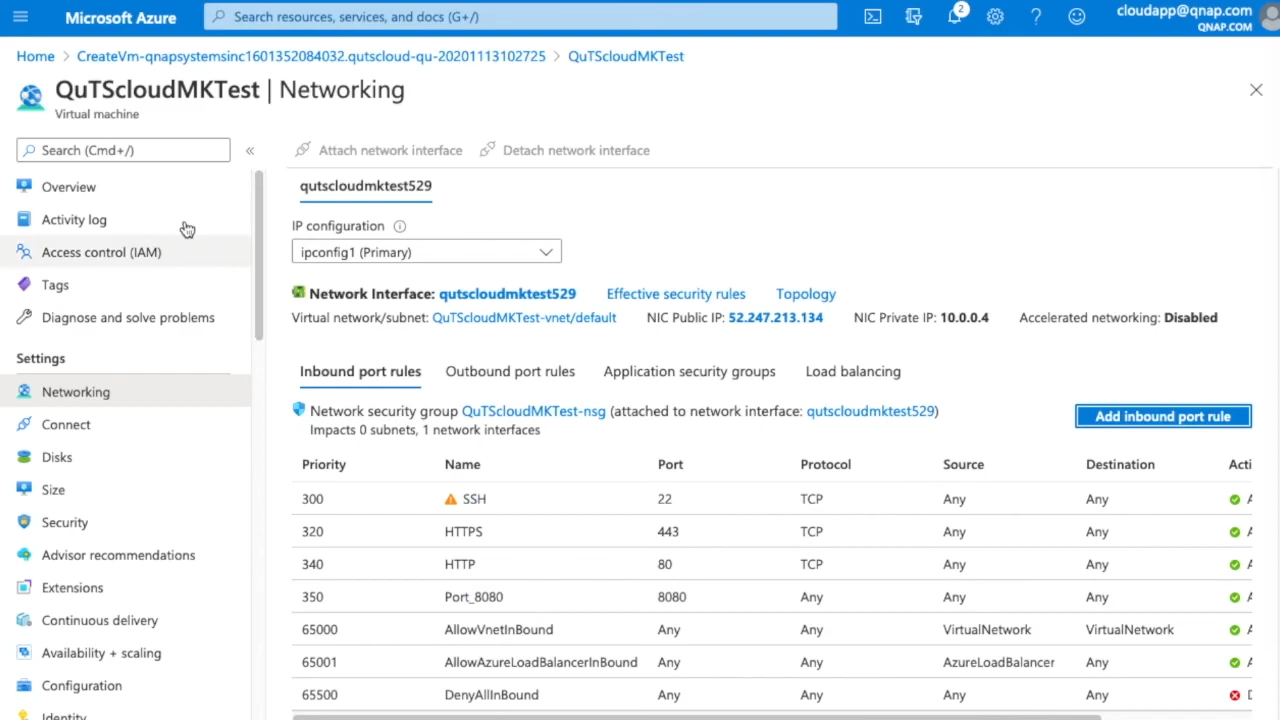 Microsoft Azure
Search resources, services, and docs (G+/)
2
cloudapp@qnap.com
QNAP.COM
Home > CreateVm-qnapsystemsinc1601352084032.qutscloud-qu-20201113102725 > QuTScloudMKTest
QuTScloudMKTest | Networking
Virtual machine
Search (Cmd+/)
«
Overview
Activity log
Access control (IAM)
Tags
Diagnose and solve problems
Settings
Networking
Connect
Disks
Size
Security
Advisor recommendations
Extensions
Continuous delivery
Availability + scaling
Configuration
Identity
Attach network interface Detach network interface
qutscloudmktest529
IP configuration
ipconfig1 (Primary)
Network Interface: qutscloudmktest529 Effective security rules Topology
Virtual network/subnet: QuTScloudMKTest-vnet/default NIC Public IP: 52.247.213.134 NIC Private IP: 10.0.0.4 Accelerated networking: Disabled
Inbound port rules Outbound port rules Application security groups Load balancing
Network security group QuTScloudMKTest-nsg (attached to network interface: qutscloudmktest529)
Impacts 0 subnets, 1 network interfaces
Add inbound port rule
Priority Name Port Protocol Source Destination Acti
300 SSH 22 TCP Any Any
320 HTTPS 443 TCP Any Any
340 HTTP 80 TCP Any Any
350 Port_8080 8080 Any Any Any
65000 AllowVnetInBound Any Any VirtualNetwork VirtualNetwork
65001 AllowAzureLoadBalancerInBound Any Any AzureLoadBalancer Any
65500 DenyAllInBound Any Any Any Any